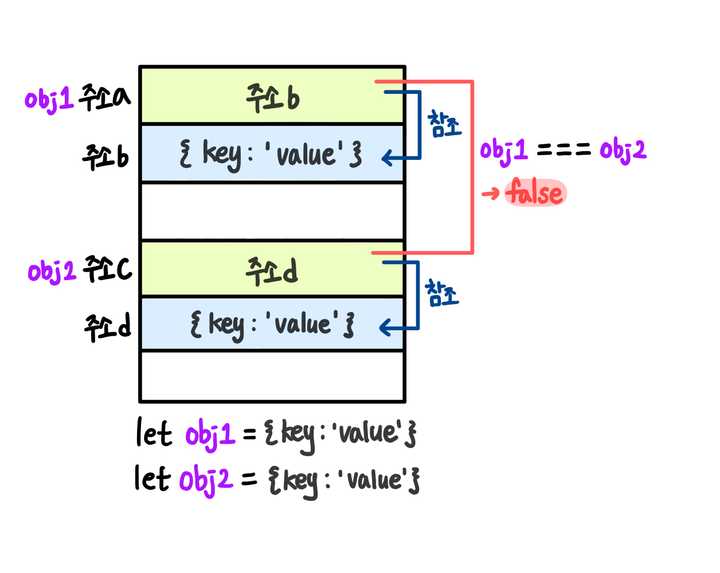 obj1 주소a 주소b
참조
주소b { key: 'value' }
obj1 === obj2
→ false
obj2 주소c 주소d
참조
주소d { key: 'value' }
let obj1 = {key:'value'}
let obj2 = {key: 'value'}